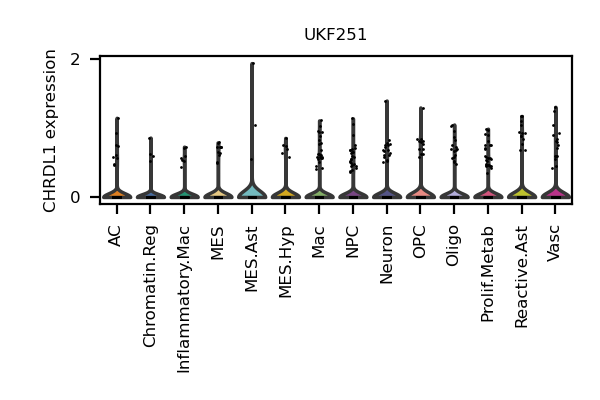 UKF251
CHRDL1 expression
2
0
AC
Chromatin.Reg
Inflammatory.Mac
MES
MES.Ast
MES.Hyp
Mac
NPC
Neuron
OPC
Oligo
Prolif.Metab
Reactive.Ast
Vasc